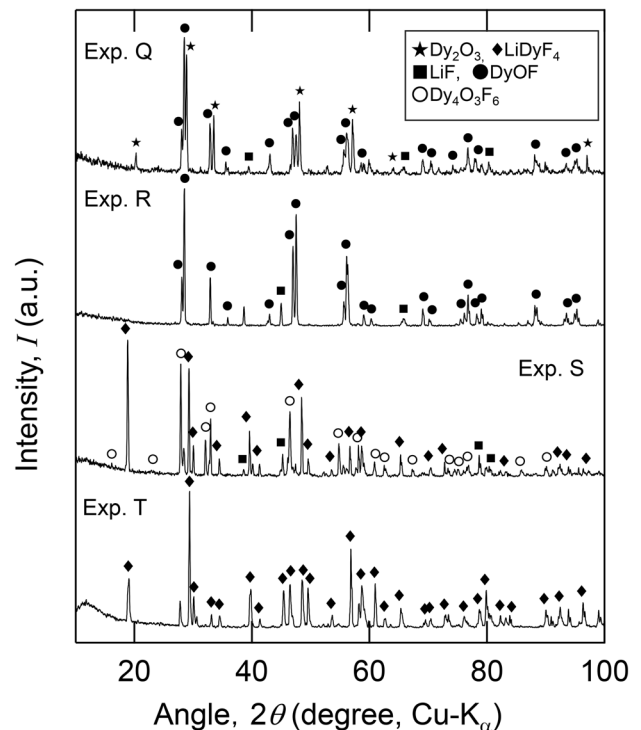 Exp. Q
★Dy₂O₃, ♦LiDyF₄
■LiF, ●DyOF
○Dy₄O₃F₆
Exp. R
Exp. S
Exp. T
Intensity, I (a.u.)
20 40 60 80 100
Angle, 2θ (degree, Cu-Kα)